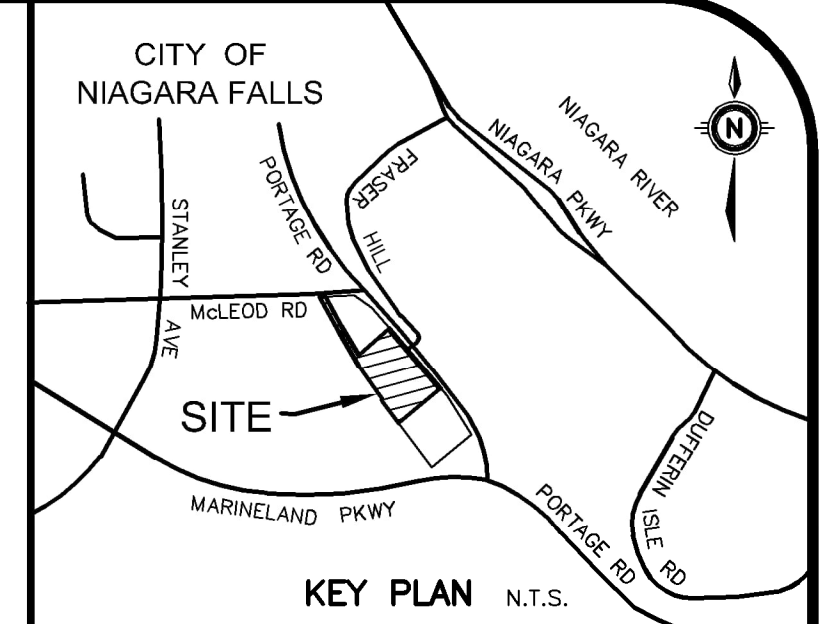 CITY OF
NIAGARA FALLS
N
NIAGARA RIVER
NIAGARA PKWY
FRASER
HILL
PORTAGE RD
STANLEY
AVE
McLEOD RD
SITE
DUFFERIN
ISLE RD
MARINELAND PKWY
PORTAGE RD
KEY PLAN N.T.S.